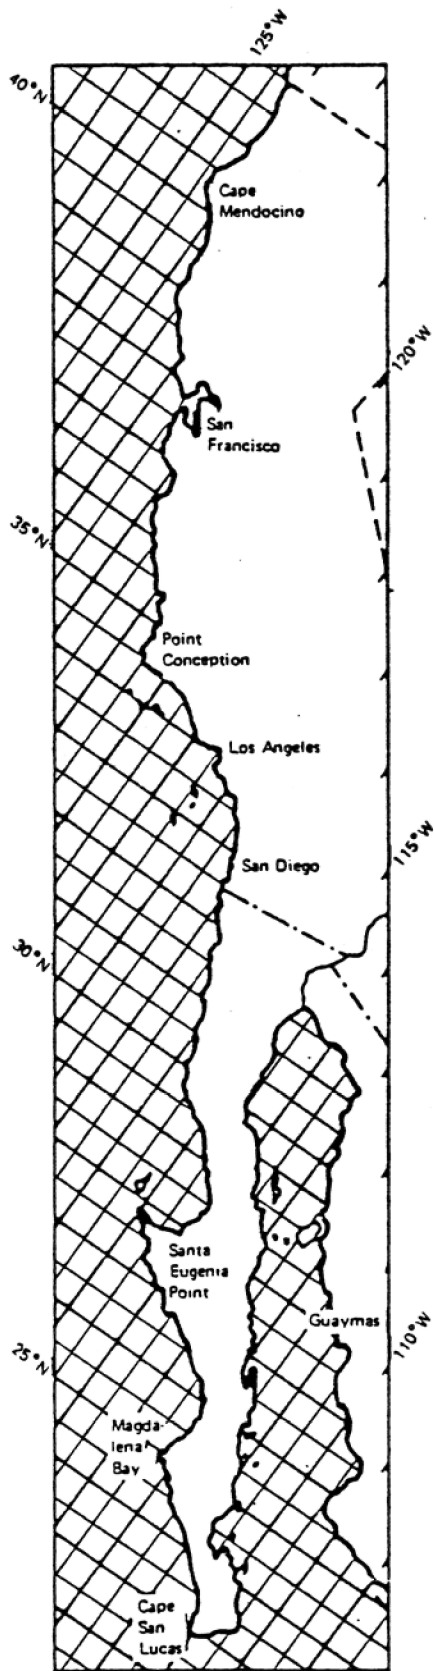 125°W
40°N
Cape
Mendocino
120°W
San
Francisco
35°N
Point
Conception
Los Angeles
115°W
San Diego
30°N
Santa
Eugenia
Point
Guaymas
110°W
25°N
Magda-
lena
Bay
Cape
San
Lucas